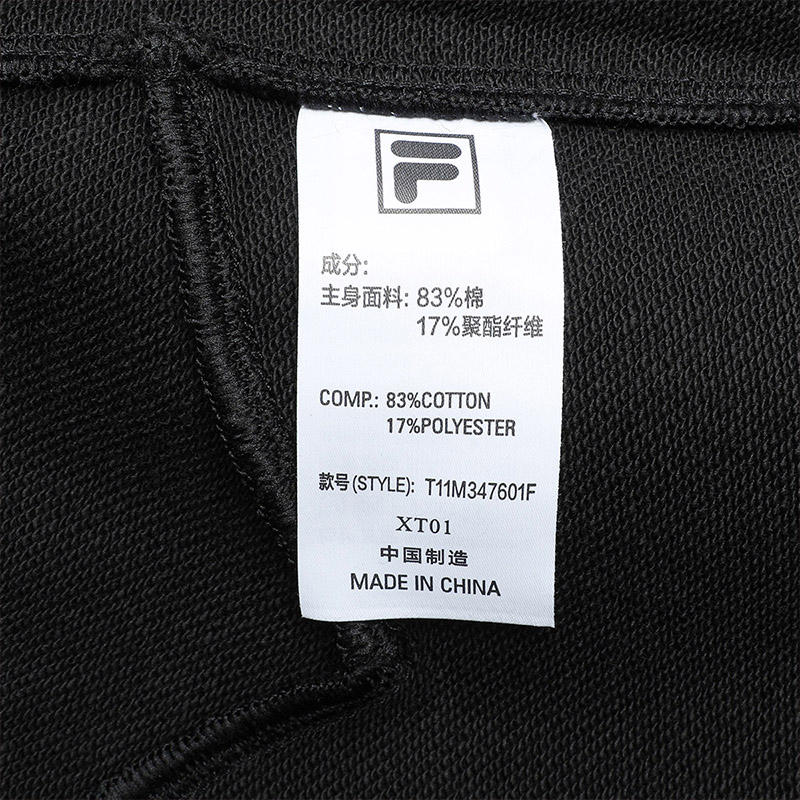 F
成分:
主身面料: 83%棉
17%聚酯纤维
COMP.: 83%COTTON
17%POLYESTER
款号(STYLE): T11M347601F
XT01
中国制造
MADE IN CHINA